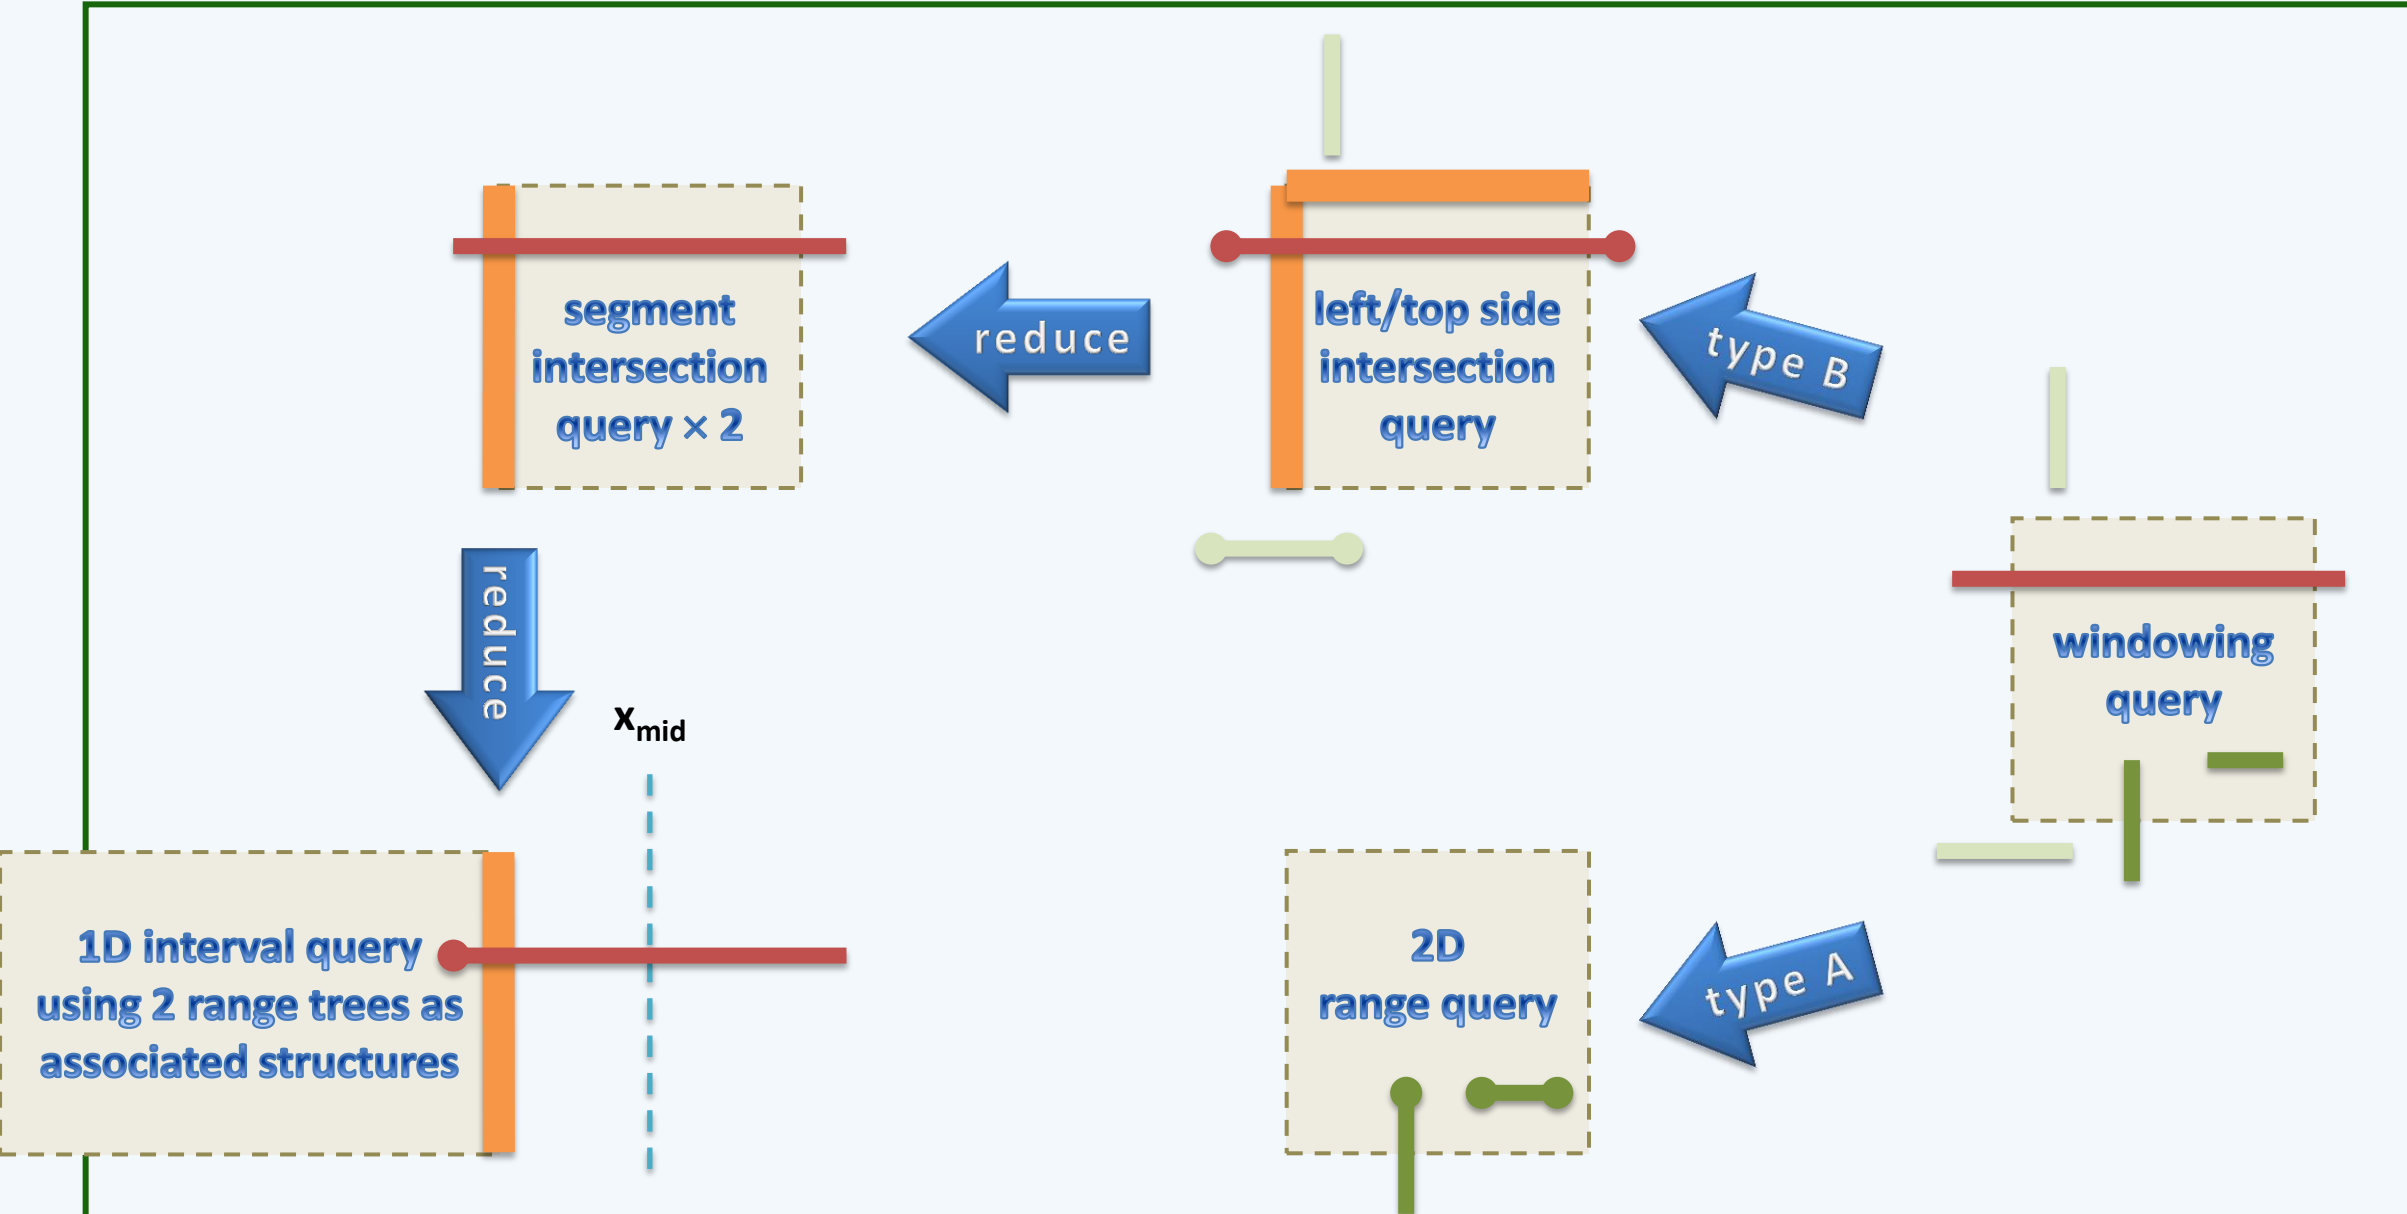 segment
intersection
query × 2
reduce
left/top side
intersection
query
type B
reduce
x_mid
windowing
query
1D interval query
using 2 range trees as
associated structures
2D
range query
type A